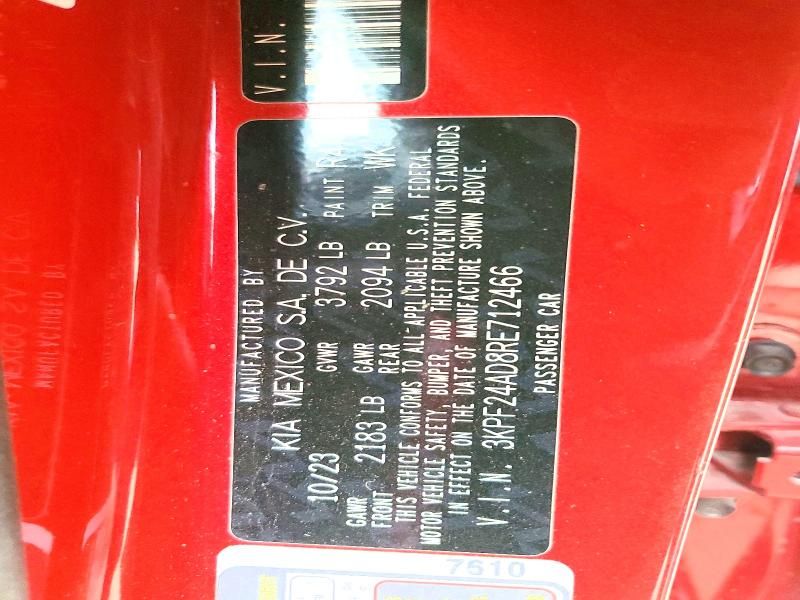 V.I.N.
MANUFACTURED BY
KIA MEXICO S.A. DE C.V.
10/23 GVWR 3792 LB PAINT
GAWR FRONT 2183 LB GAWR REAR 2094 LB TRIM WK
THIS VEHICLE CONFORMS TO ALL APPLICABLE U.S.A. FEDERAL
MOTOR VEHICLE SAFETY, BUMPER, AND THEFT PREVENTION STANDARDS
IN EFFECT ON THE DATE OF MANUFACTURE SHOWN ABOVE.
V.I.N. 3KPF24AD8RE712466
PASSENGER CAR
7610